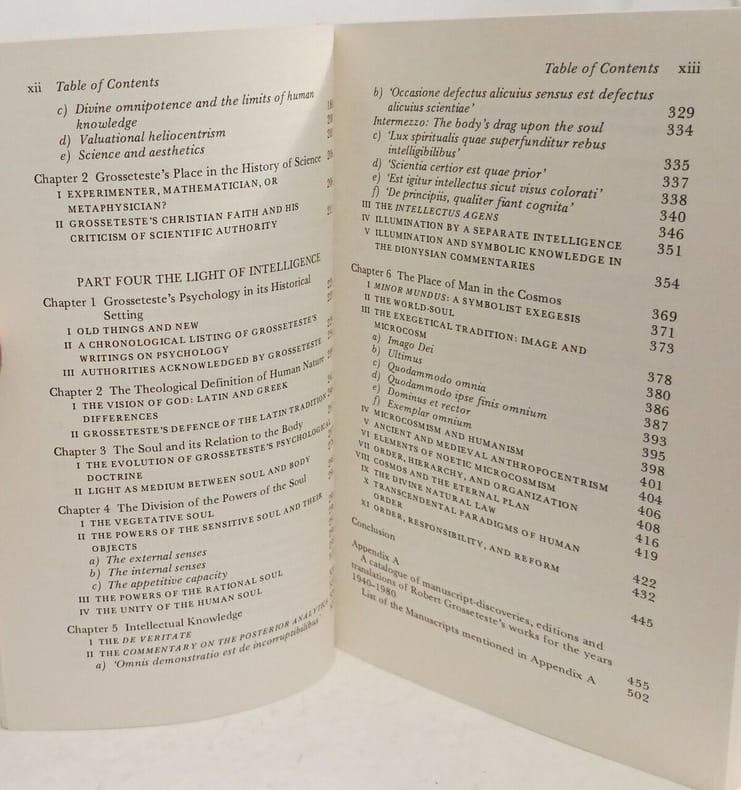 xii Table of Contents
c) Divine omnipotence and the limits of human
knowledge
d) Valuational heliocentrism
e) Science and aesthetics
Chapter 2 Grosseteste's Place in the History of Science
I EXPERIMENTER, MATHEMATICIAN, OR
METAPHYSICIAN?
II GROSSETESTE'S CHRISTIAN FAITH AND HIS
CRITICISM OF SCIENTIFIC AUTHORITY
PART FOUR THE LIGHT OF INTELLIGENCE
Chapter 1 Grosseteste's Psychology in its Historical
Setting
I OLD THINGS AND NEW
II A CHRONOLOGICAL LISTING OF GROSSETESTE'S
WRITINGS ON PSYCHOLOGY
III AUTHORITIES ACKNOWLEDGED BY GROSSETESTE
Chapter 2 The Theological Definition of Human Nature
I THE VISION OF GOD: LATIN AND GREEK
DIFFERENCES
II GROSSETESTE'S DEFENCE OF THE LATIN TRADITION
Chapter 3 The Soul and its Relation to the Body
I THE EVOLUTION OF GROSSETESTE'S PSYCHOLOGICAL
DOCTRINE
II LIGHT AS MEDIUM BETWEEN SOUL AND BODY
Chapter 4 The Division of the Powers of the Soul
I THE VEGETATIVE SOUL
II THE POWERS OF THE SENSITIVE SOUL AND THEIR
OBJECTS
a) The external senses
b) The internal senses
c) The appetitive capacity
III THE POWERS OF THE RATIONAL SOUL
IV THE UNITY OF THE HUMAN SOUL
Chapter 5 Intellectual Knowledge
I THE DE VERITATE
II THE COMMENTARY ON THE POSTERIOR ANALYTICS
a) 'Omnis demonstratio est de incorruptibilibus
Table of Contents xiii
b) 'Occasione defectus alicuius sensus est defectus
alicuius scientiae' 329
Intermezzo: The body's drag upon the soul 334
c) 'Lux spiritualis quae superfunditur rebus
intelligibilibus' 335
d) 'Scientia certior est quae prior' 337
e) 'Est igitur intellectus sicut visus colorati' 338
f) 'De principiis, qualiter fiant cognita' 340
III THE INTELLECTUS AGENS 346
IV ILLUMINATION BY A SEPARATE INTELLIGENCE 351
V ILLUMINATION AND SYMBOLIC KNOWLEDGE IN
THE DIONYSIAN COMMENTARIES 354
Chapter 6 The Place of Man in the Cosmos
I MINOR MUNDUS: A SYMBOLIST EXEGESIS 369
II THE WORLD-SOUL 371
III THE EXEGETICAL TRADITION: IMAGE AND 373
MICROCOSM
a) Imago Dei 378
b) Ultimus 380
c) Quodammodo omnia 386
d) Quodammodo ipse finis omnium 387
e) Dominus et rector 393
f) Exemplar omnium 395
IV MICROCOSMISM AND HUMANISM 398
V ANCIENT AND MEDIEVAL ANTHROPOCENTRISM 401
VI ELEMENTS OF NOETIC MICROCOSMISM 404
VII ORDER, HIERARCHY, AND ORGANIZATION 406
VIII COSMOS AND THE ETERNAL PLAN 408
IX THE DIVINE NATURAL LAW 416
X TRANSCENDENTAL PARADIGMS OF HUMAN 419
ORDER
XI ORDER, RESPONSIBILITY, AND REFORM 422
Conclusion 432
Appendix A
A catalogue of manuscript-discoveries, editions and 445
translations of Robert Grosseteste's works for the years
1940–1980
List of the Manuscripts mentioned in Appendix A 455
502